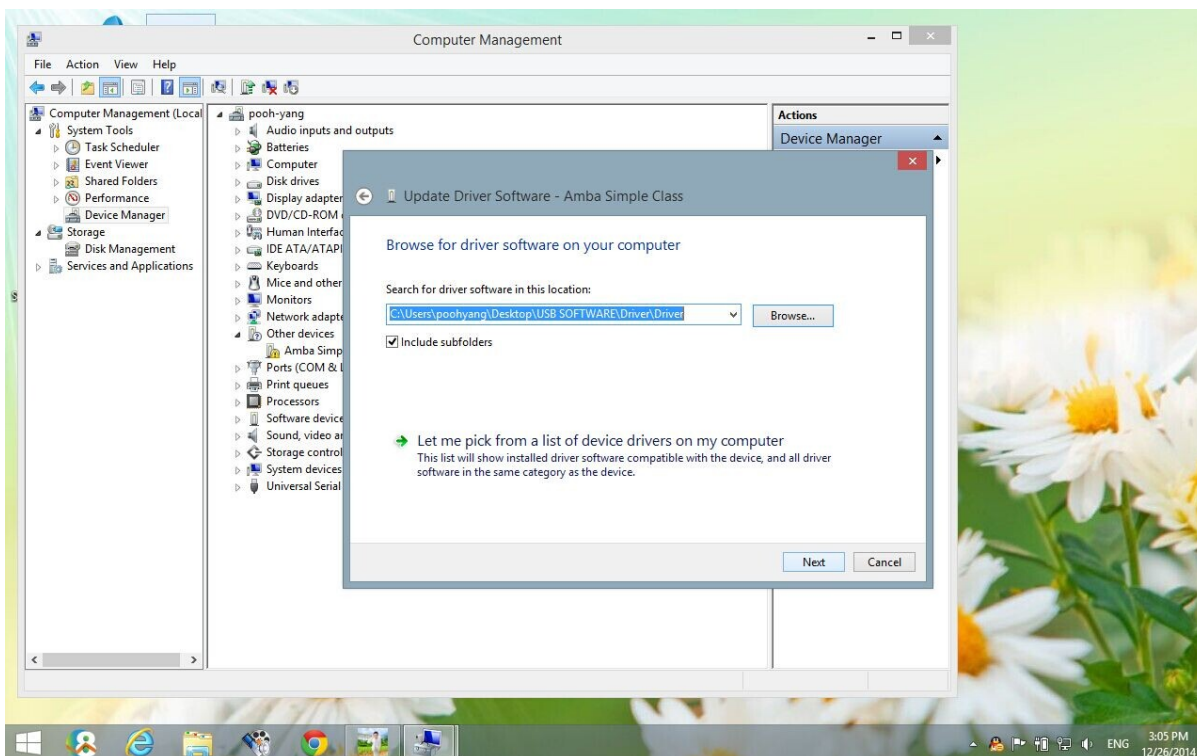 Computer Management
File Action View Help
Computer Management (Local
System Tools
Task Scheduler
Event Viewer
Shared Folders
Performance
Device Manager
Storage
Disk Management
Services and Applications
pooh-yang
Audio inputs and outputs
Batteries
Computer
Disk drives
Display adapter
DVD/CD-ROM
Human Interfac
IDE ATA/ATAPI
Keyboards
Mice and other
Monitors
Network adapte
Other devices
Amba Simp
Ports (COM & L
Print queues
Processors
Software device
Sound, video an
Storage control
System devices
Universal Serial
Actions
Device Manager
Update Driver Software - Amba Simple Class
Browse for driver software on your computer
Search for driver software in this location:
C:\Users\poohyang\Desktop\USB SOFTWARE\Driver\Driver
Browse...
Include subfolders
Let me pick from a list of device drivers on my computer
This list will show installed driver software compatible with the device, and all driver
software in the same category as the device.
Next Cancel
ENG
3:05 PM
12/26/2014